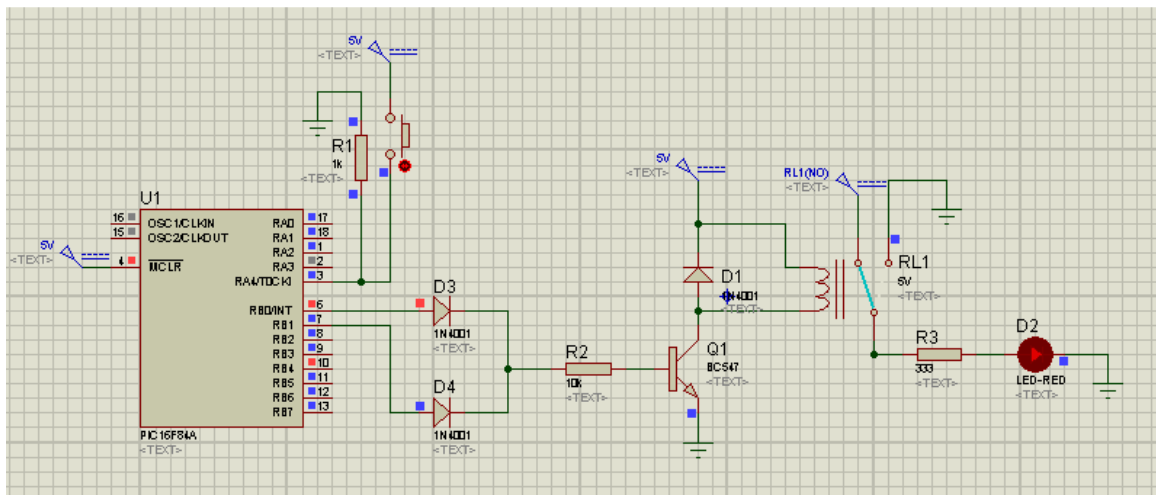 5V
<TEXT>
R1
1k
<TEXT>
5V
<TEXT>
RL1(NO)
<TEXT>
U1
16 OSC1/CLKIN RA0 17
15 OSC2/CLKOUT RA1 18
RA2 1
5V
<TEXT>
4 MCLR RA3 2
RA4/T0CKI 3
RB0/INT 6
RB1 7
RB2 8
RB3 9
RB4 10
RB5 11
RB6 12
RB7 13
PIC16F84A
<TEXT>
D3
1N4001
<TEXT>
D4
1N4001
<TEXT>
R2
10k
<TEXT>
D1
1N4001
<TEXT>
Q1
BC547
<TEXT>
RL1
5V
<TEXT>
R3
333
<TEXT>
D2
LED-RED
<TEXT>